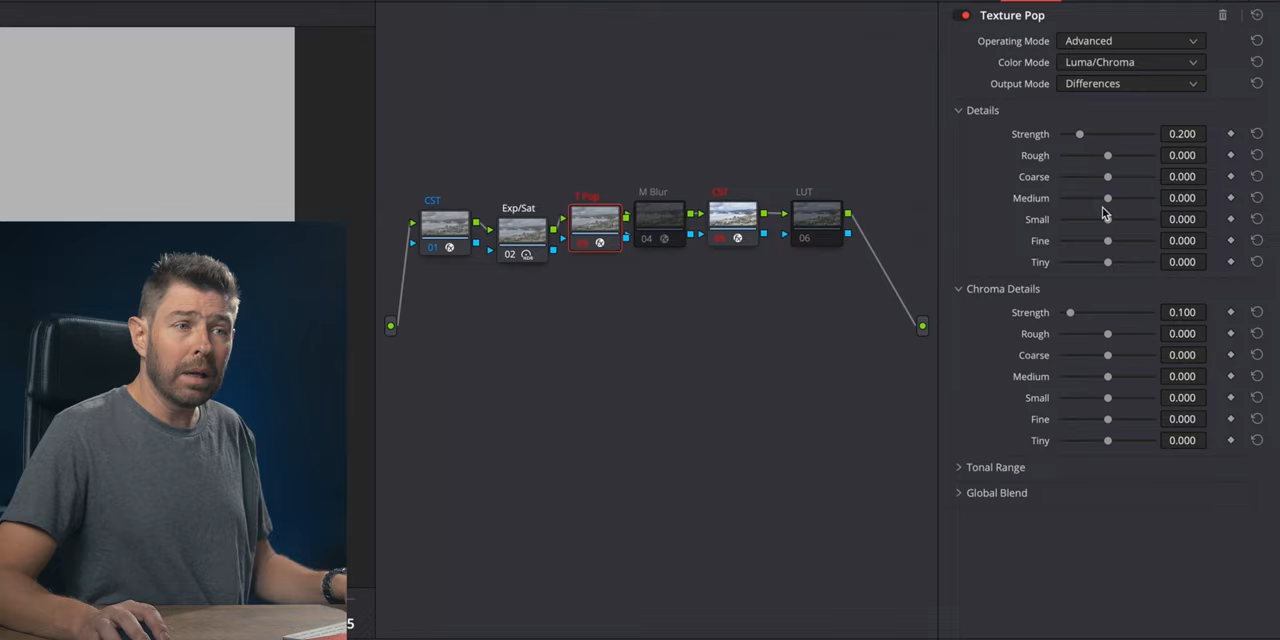 Texture Pop
Operating Mode Advanced
Color Mode Luma/Chroma
Output Mode Differences
Details
Strength 0.200
Rough 0.000
Coarse 0.000
Medium 0.000
Small 0.000
Fine 0.000
Tiny 0.000
Chroma Details
Strength 0.100
Rough 0.000
Coarse 0.000
Medium 0.000
Small 0.000
Fine 0.000
Tiny 0.000
Tonal Range
Global Blend
CST
Exp/Sat
T Pop
M Blur
CST
LUT
01
02
04
06
5